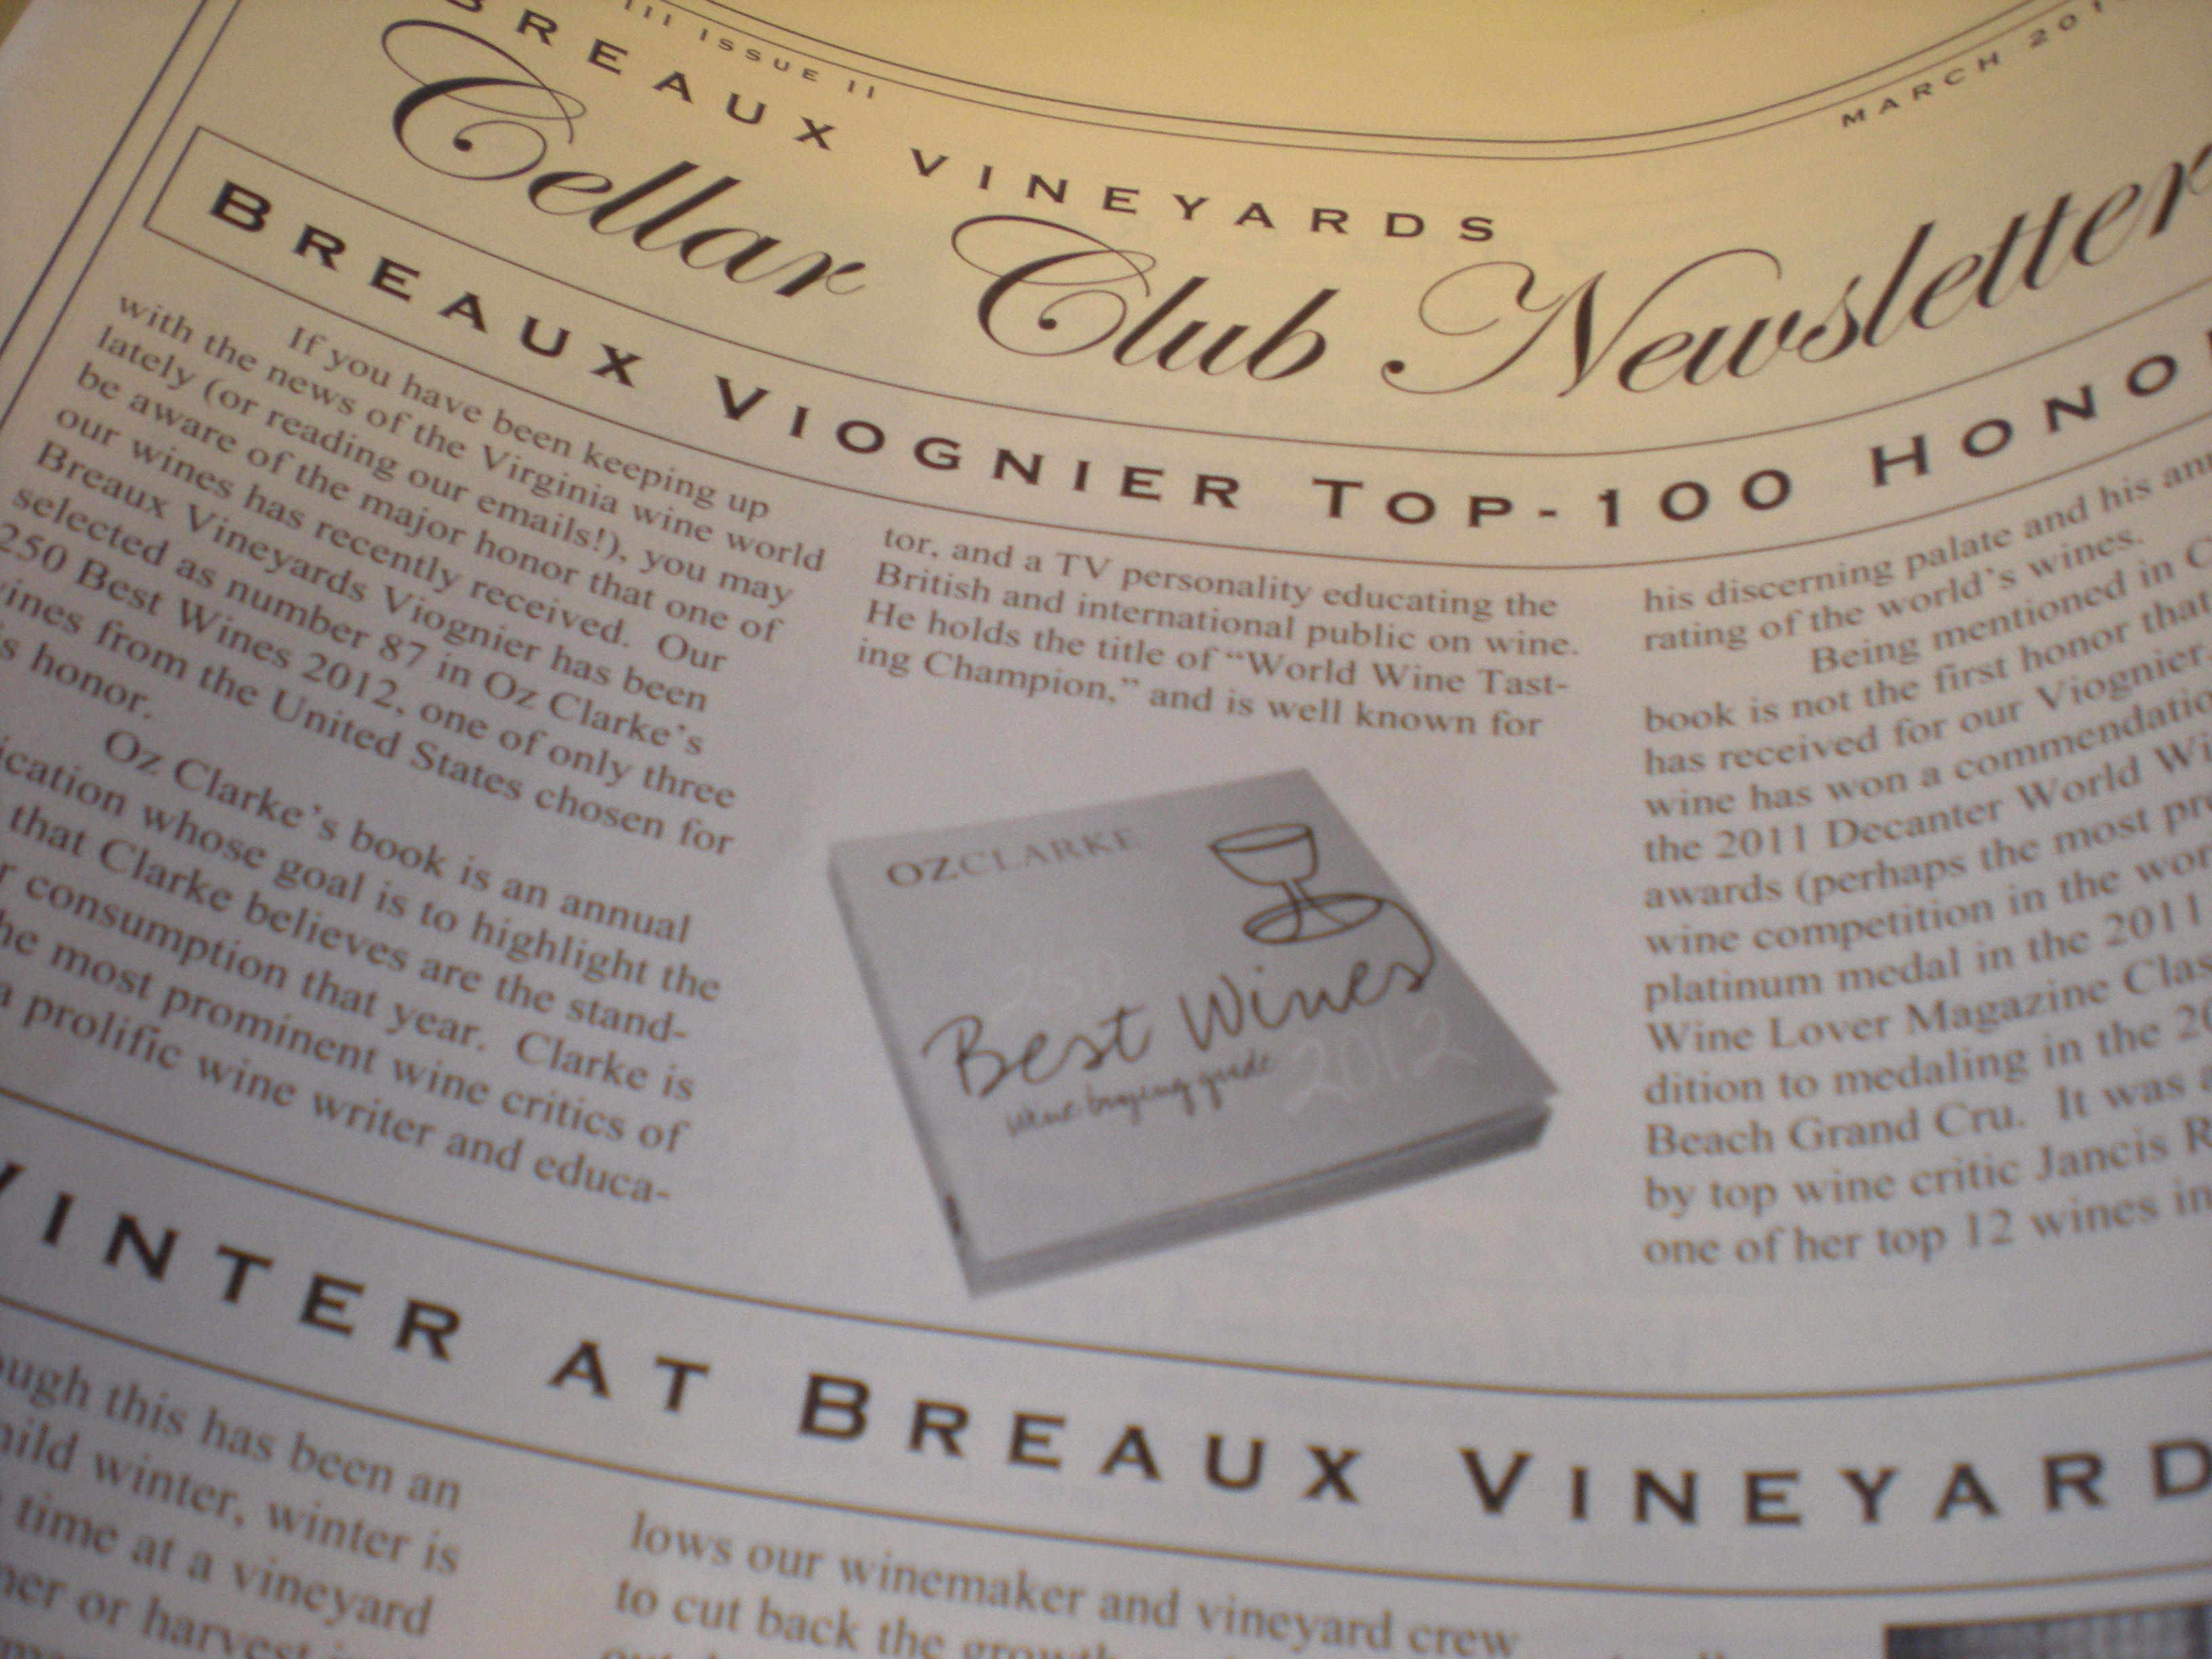 III ISSUE II
MARCH 201
BREAUX VINEYARDS
Cellar Club Newsletter
BREAUX VIOGNIER TOP-100 HONO
If you have been keeping up
with the news of the Virginia wine world
lately (or reading our emails!), you may
be aware of the major honor that one of
our wines has recently received. Our
Breaux Vineyards Viognier has been
selected as number 87 in Oz Clarke's
250 Best Wines 2012, one of only three
ines from the United States chosen for
s honor.
Oz Clarke's book is an annual
ication whose goal is to highlight the
that Clarke believes are the stand-
r consumption that year. Clarke is
he most prominent wine critics of
a prolific wine writer and educa-
tor, and a TV personality educating the
British and international public on wine.
He holds the title of "World Wine Tast-
ing Champion," and is well known for
OZCLARKE
250
Best Wines
2012
wine buying guide
his discerning palate and his ann
rating of the world's wines.
Being mentioned in C
book is not the first honor that
has received for our Viognier.
wine has won a commendatio
the 2011 Decanter World Wi
awards (perhaps the most pre
wine competition in the wor
platinum medal in the 2011
Wine Lover Magazine Clas
dition to medaling in the 20
Beach Grand Cru. It was
by top wine critic Jancis R
one of her top 12 wines in
INTER AT BREAUX VINEYARD
ough this has been an
mild winter, winter is
time at a vineyard
mer or harvest
lows our winemaker and vineyard crew
to cut back the growth